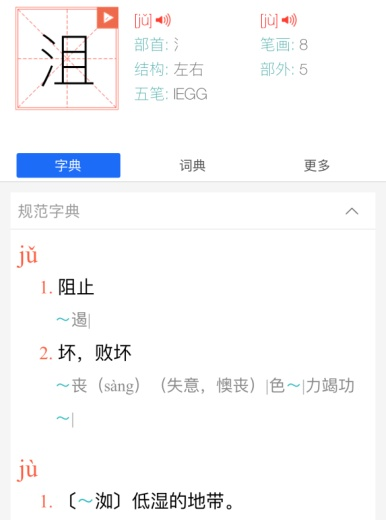 沮
[jǔ] [jù]
部首: 氵 笔画: 8
结构: 左右 部外: 5
五笔: IEGG
字典 词典 更多
规范字典
jǔ
1. 阻止
～遏|
2. 坏，败坏
～丧（sàng）（失意，懊丧）|色～|力竭功
～|
jù
1. 〔～洳〕低湿的地带。